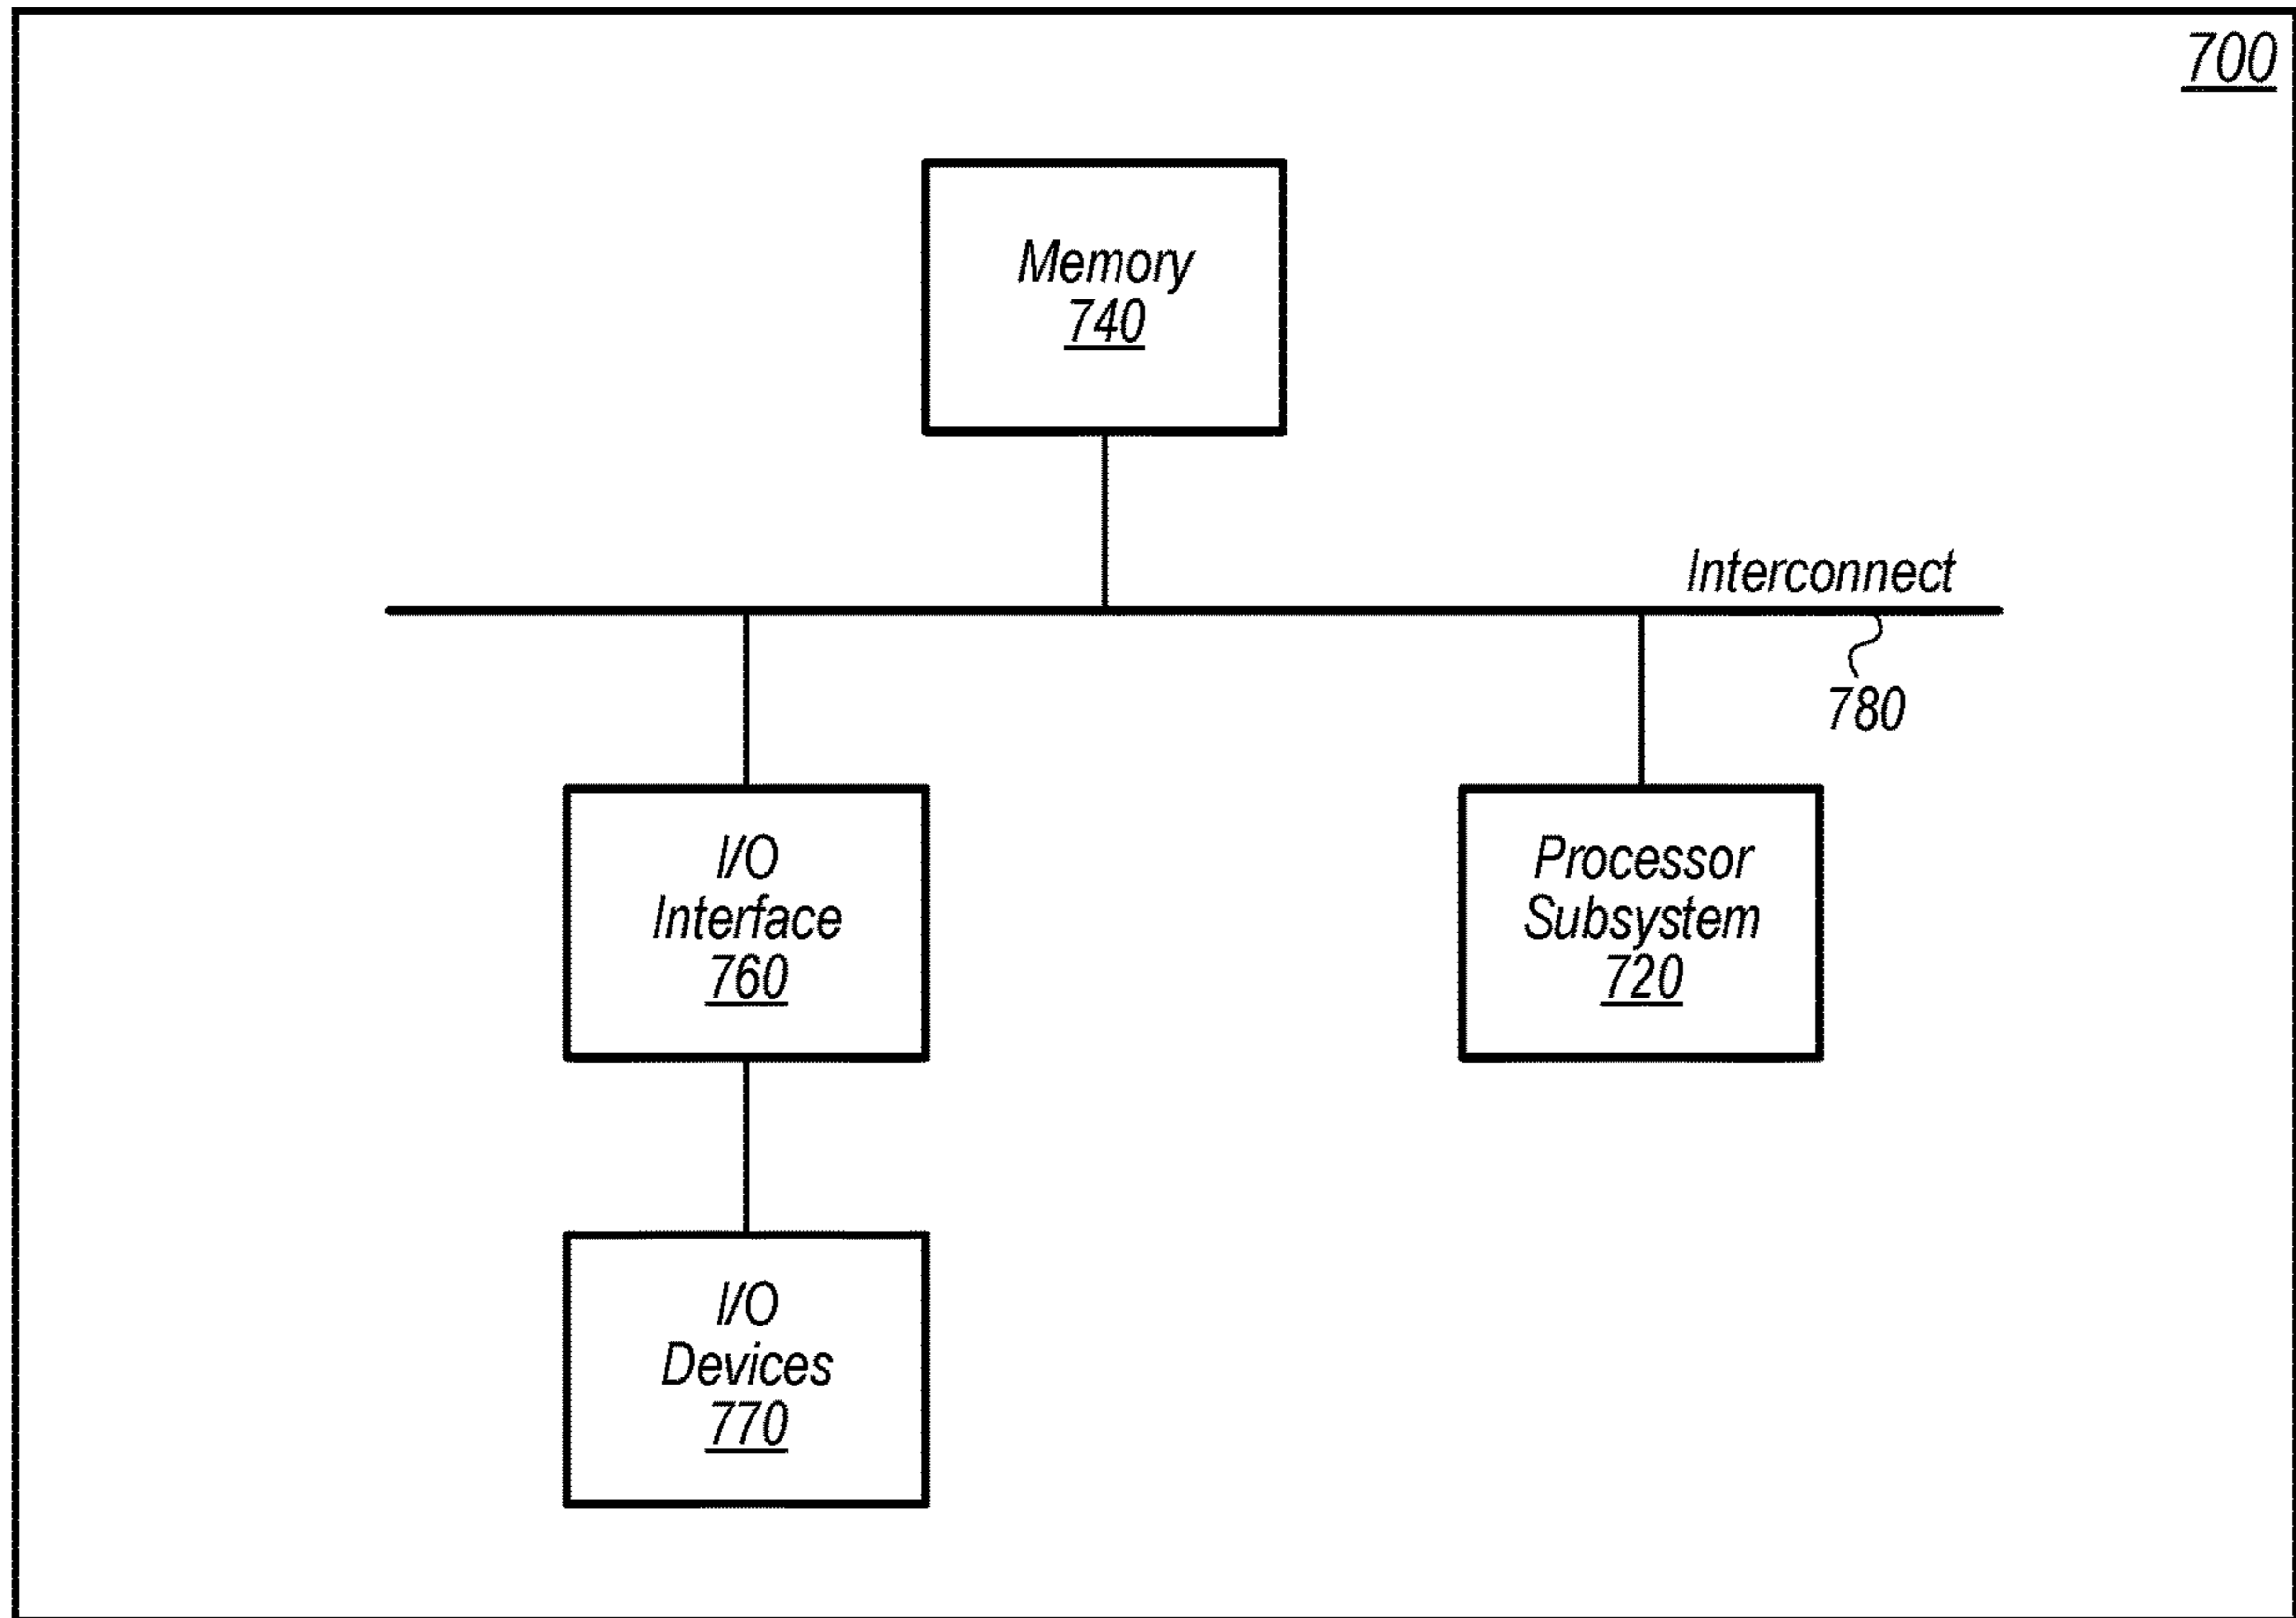 700
Memory
740
Interconnect
780
I/O
Interface
760
Processor
Subsystem
720
I/O
Devices
770